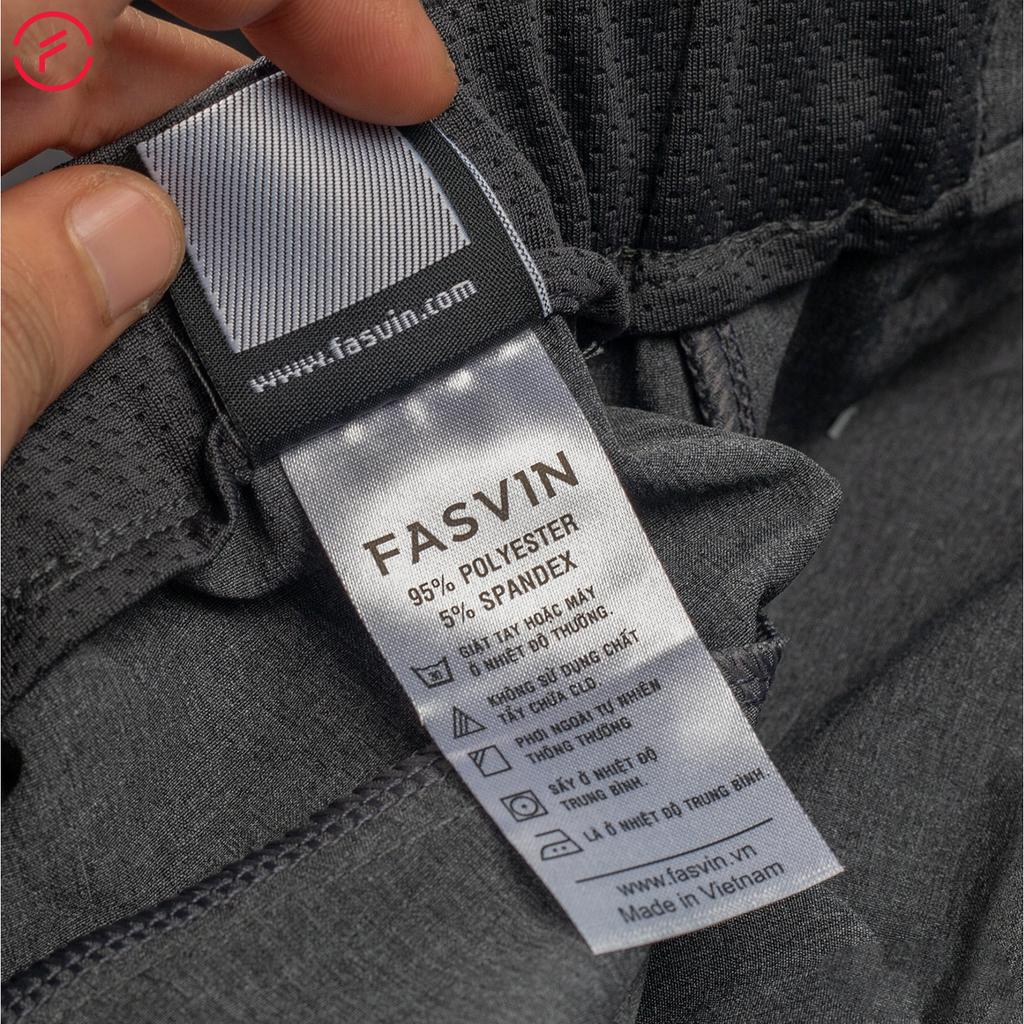 www.fasvin.com
FASVIN
95% POLYESTER
5% SPANDEX
30
GIẶT TAY HOẶC MÁY
Ở NHIỆT ĐỘ THƯỜNG.
KHÔNG SỬ DỤNG CHẤT
TẨY CHỨA CLO
PHƠI NGOÀI TỰ NHIÊN
THÔNG THƯỜNG
SẤY Ở NHIỆT ĐỘ
TRUNG BÌNH.
LÀ Ở NHIỆT ĐỘ TRUNG BÌNH.
www.fasvin.vn
Made in Vietnam